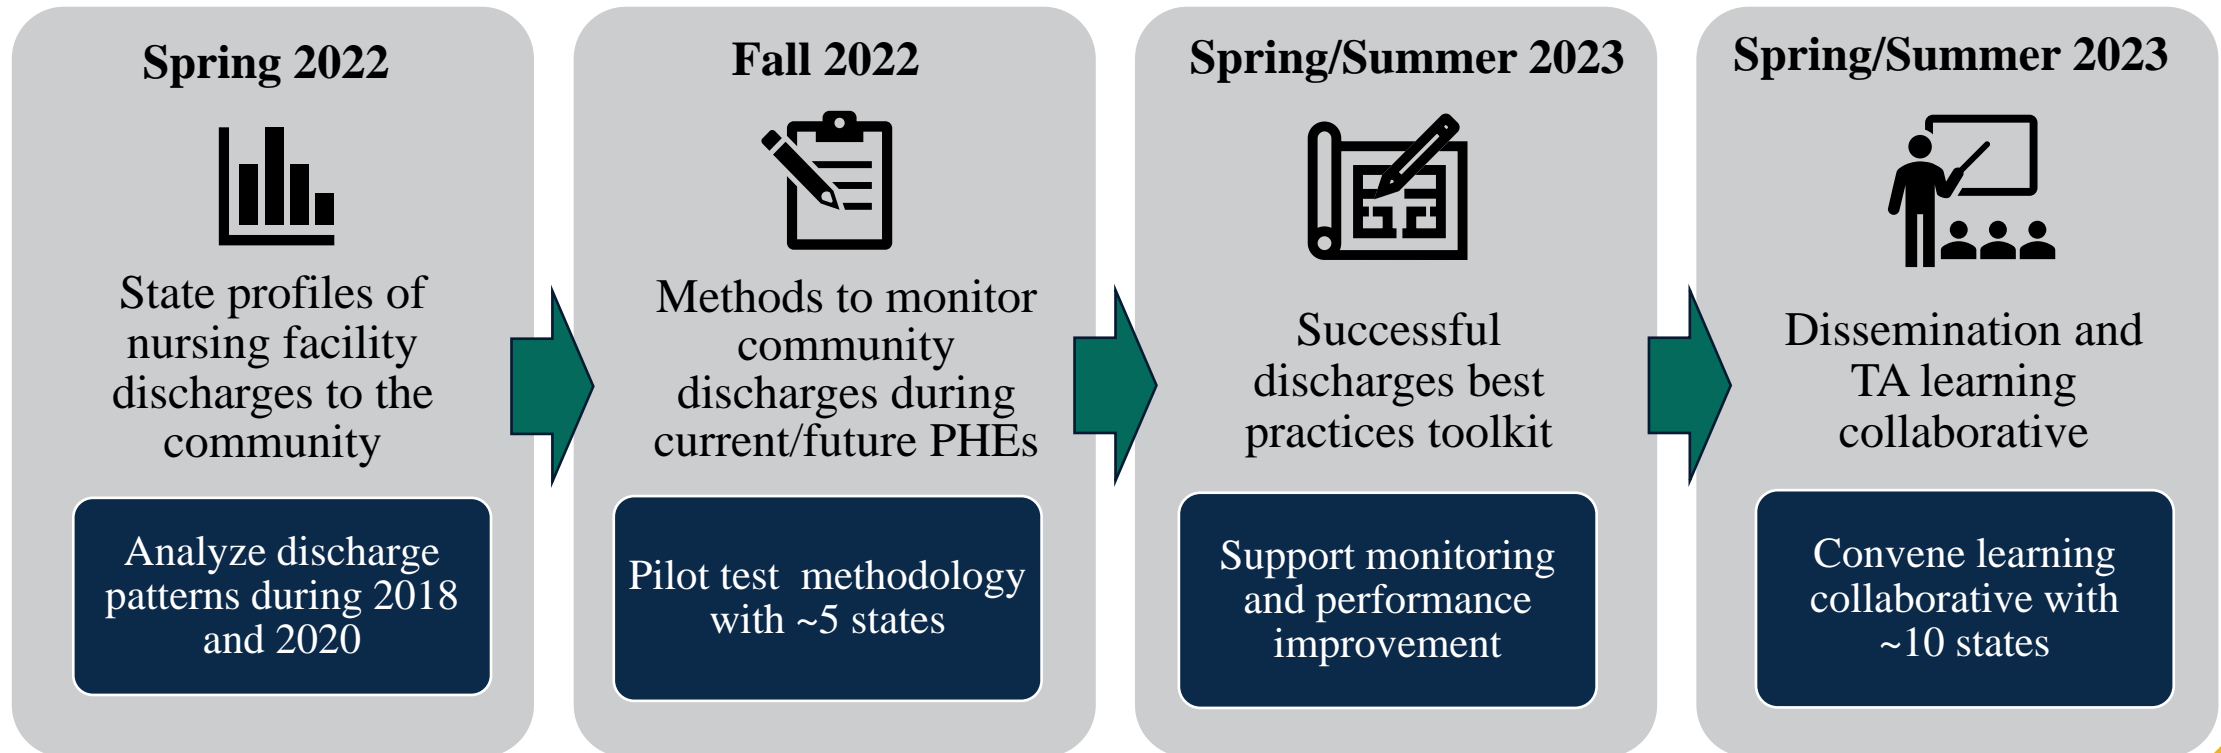 Spring 2022
State profiles of
nursing facility
discharges to the
community
Analyze discharge
patterns during 2018
and 2020
Fall 2022
Methods to monitor
community
discharges during
current/future PHEs
Pilot test methodology
with ~5 states
Spring/Summer 2023
Successful
discharges best
practices toolkit
Support monitoring
and performance
improvement
Spring/Summer 2023
Dissemination and
TA learning
collaborative
Convene learning
collaborative with
~10 states